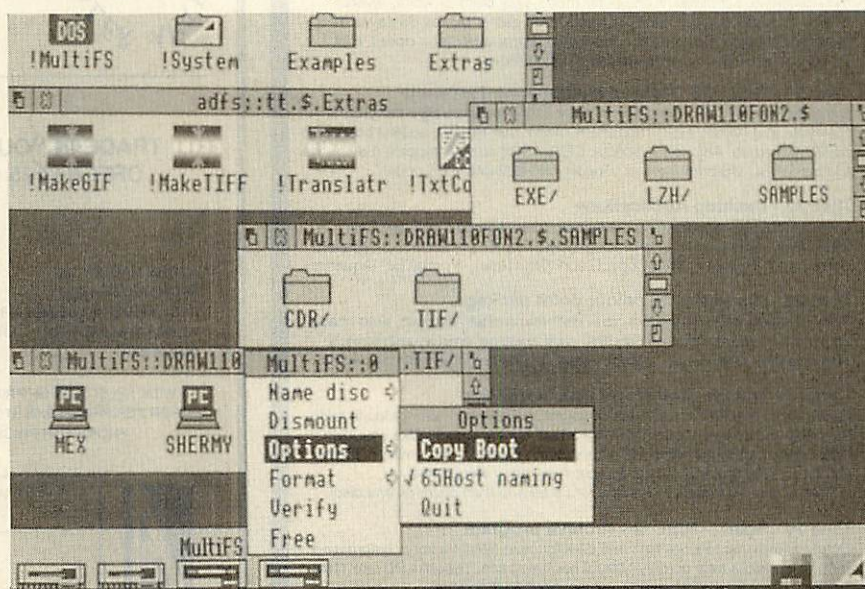 DOS
!MultiFS !System Examples Extras
adfs::tt.$.Extras
MultiFS::DRAW110FON2.$
!MakeGIF !MakeTIFF !Translatr !TxtCo
EXE/ LZH/ SAMPLES
MultiFS::DRAW110FON2.$.SAMPLES
CDR/ TIF/
MultiFS::DRAW110 .TIF/
MultiFS::0
PC PC
MEX SHERMY
Name disc
Dismount
Options
Format
Verify
Free
Options
Copy Boot
√ 65Host naming
Quit
MultiFS